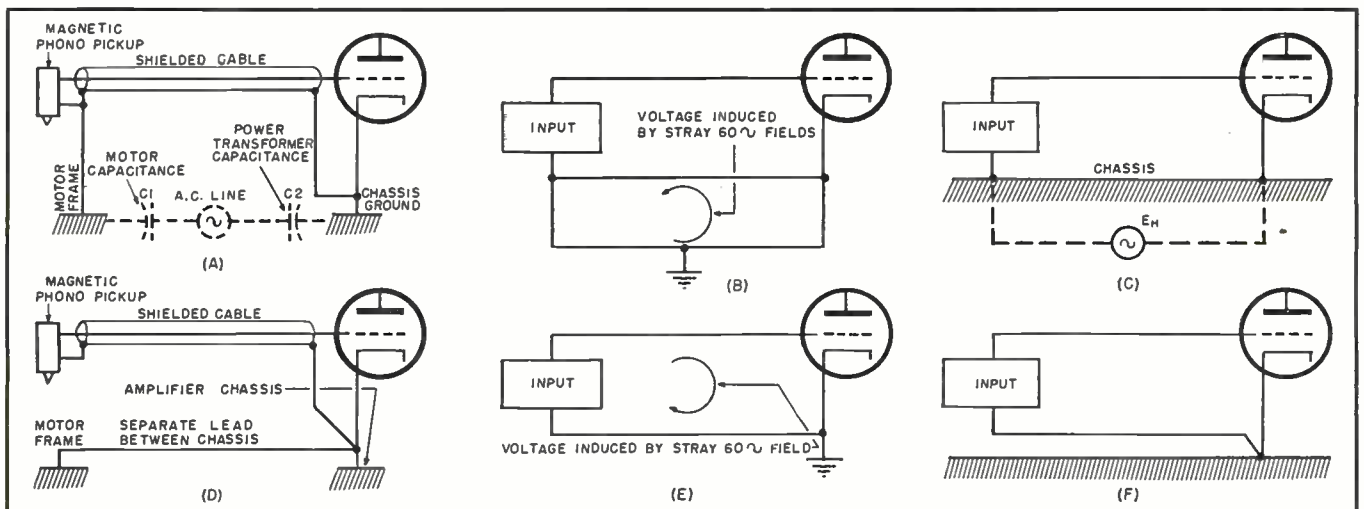 MAGNETIC
PHONO PICKUP
SHIELDED CABLE
MOTOR
CAPACITANCE
C1
A.C. LINE
POWER
TRANSFORMER
CAPACITANCE
C2
CHASSIS
GROUND
MOTOR FRAME
(A)
INPUT
VOLTAGE INDUCED
BY STRAY 60∿ FIELDS
(B)
INPUT
CHASSIS
EH
(C)
MAGNETIC
PHONO PICKUP
SHIELDED CABLE
AMPLIFIER CHASSIS
MOTOR
FRAME
SEPARATE LEAD
BETWEEN CHASSIS
(D)
INPUT
VOLTAGE INDUCED BY STRAY 60∿ FIELD
(E)
INPUT
(F)